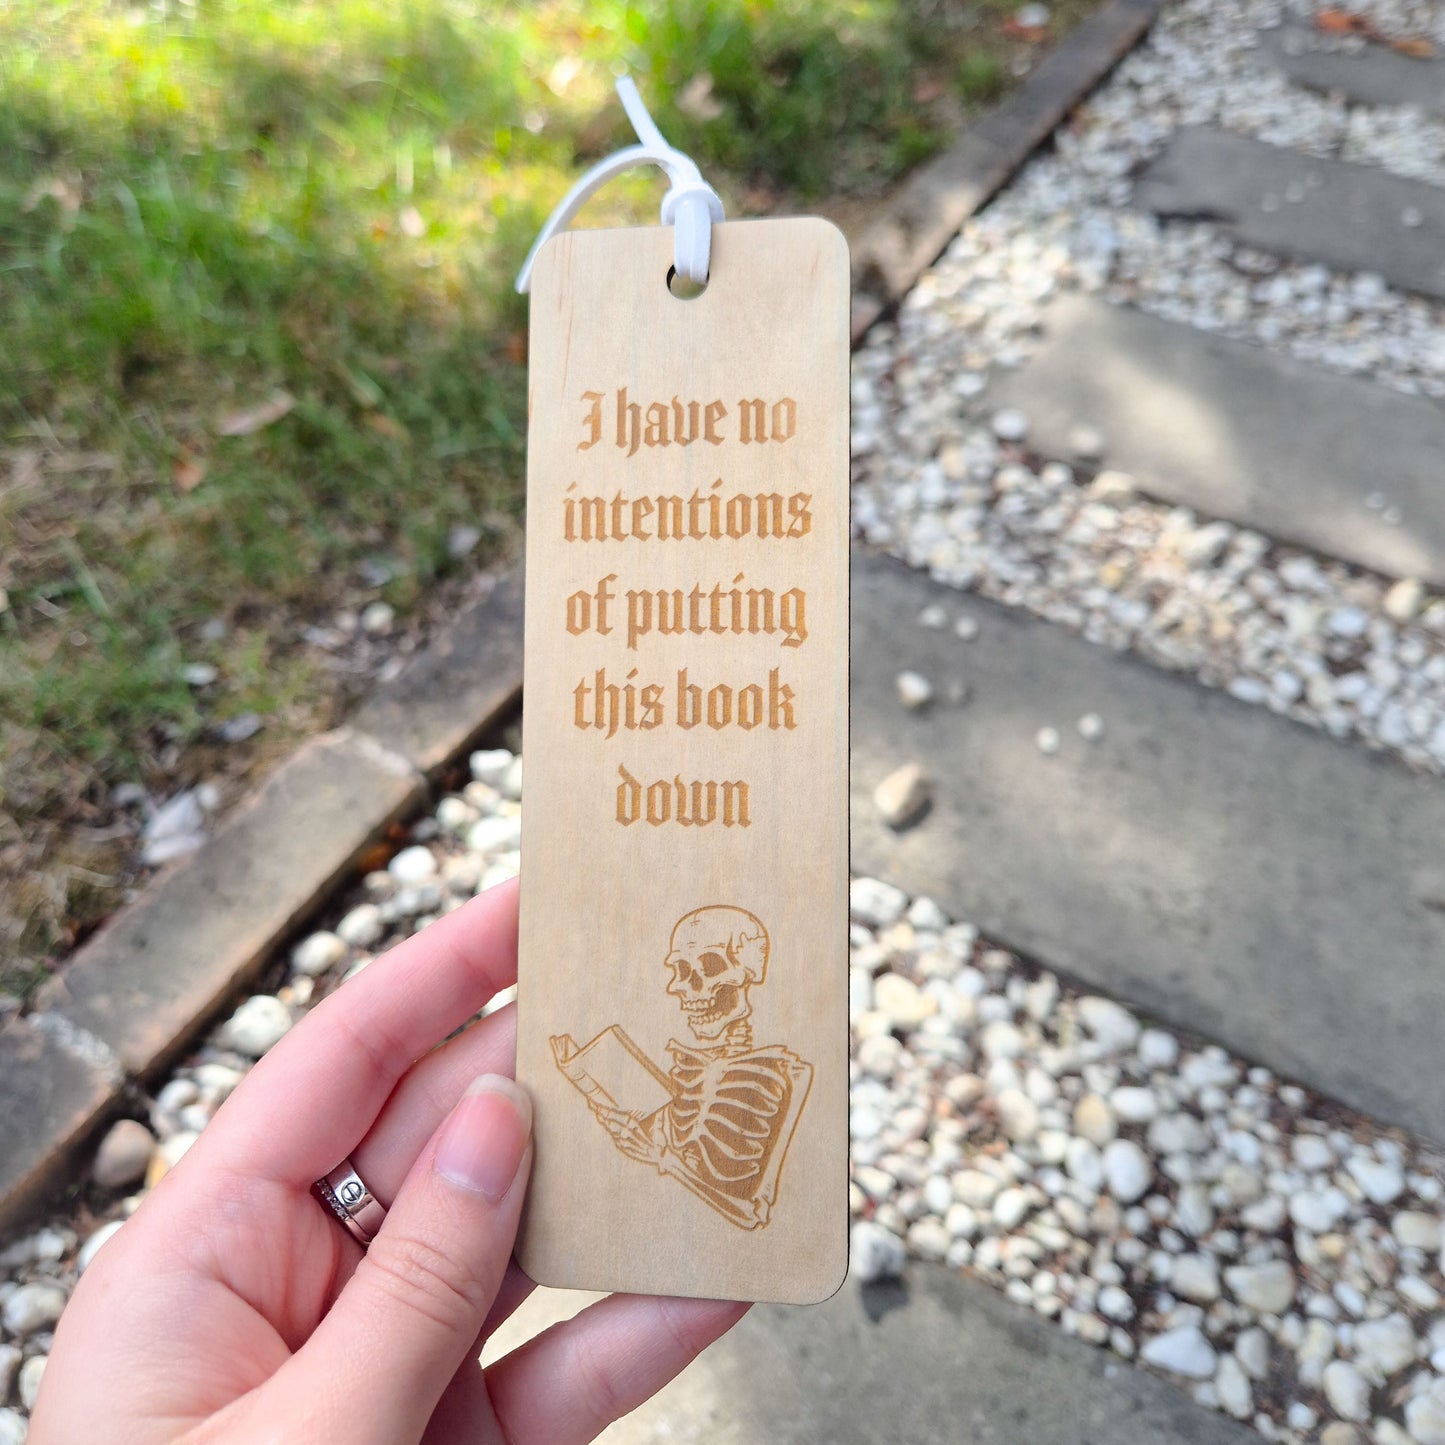 I have no
intentions
of putting
this book
down